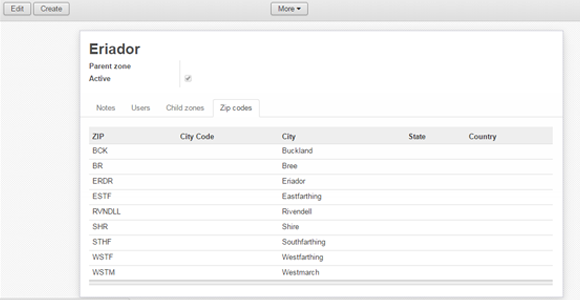 Edit Create More
Eriador
Parent zone
Active
Notes Users Child zones Zip codes
ZIP City Code City State Country
BCK Buckland
BR Bree
ERDR Eriador
ESTF Eastfarthing
RVNDLL Rivendell
SHR Shire
STHF Southfarthing
WSTF Westfarthing
WSTM Westmarch